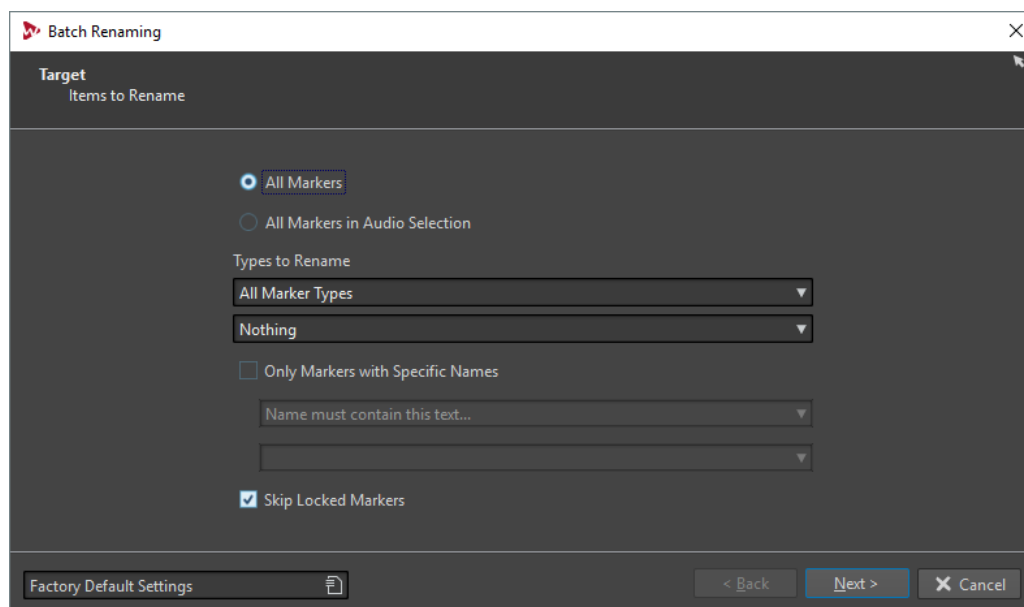 Batch Renaming
Target
Items to Rename
All Markers
All Markers in Audio Selection
Types to Rename
All Marker Types
Nothing
Only Markers with Specific Names
Name must contain this text...
Skip Locked Markers
Factory Default Settings
< Back
Next >
Cancel